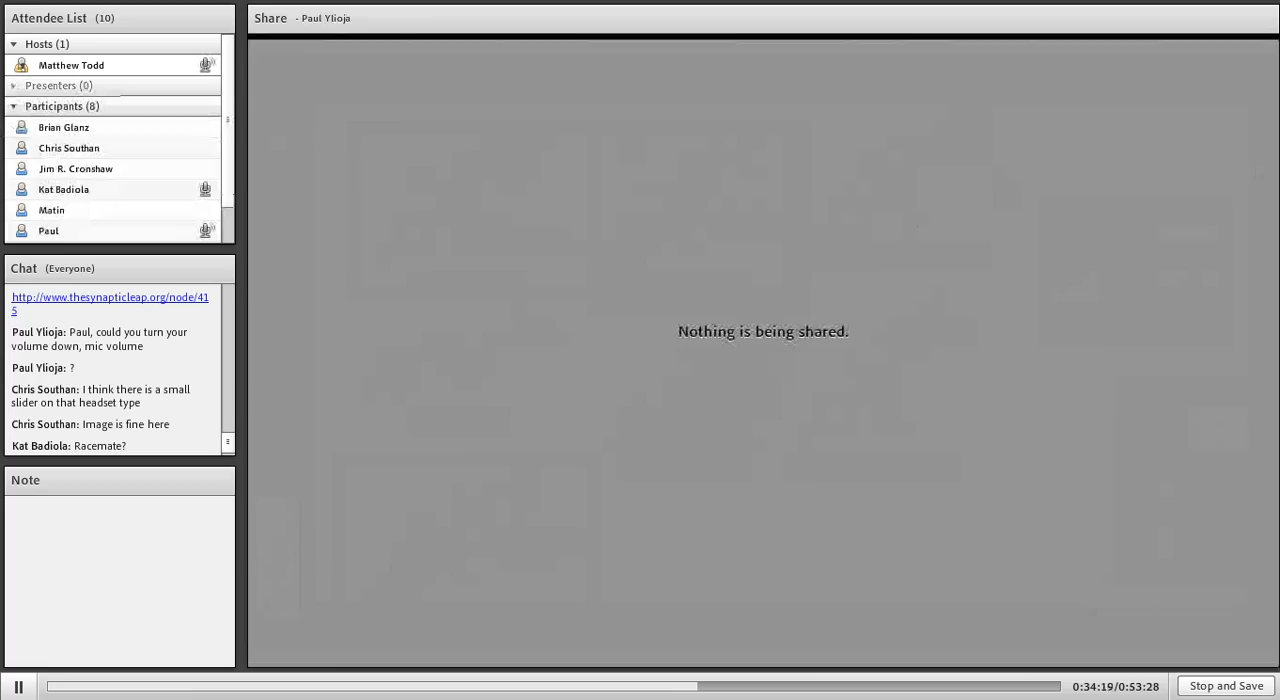 Attendee List (10)
Hosts (1)
Matthew Todd
Presenters (0)
Participants (8)
Brian Glanz
Chris Southan
Jim R. Cronshaw
Kat Badiola
Matin
Paul
Chat (Everyone)
http://www.thesynapticleap.org/node/41
5
Paul Ylioja: Paul, could you turn your
volume down, mic volume
Paul Ylioja: ?
Chris Southan: I think there is a small
slider on that headset type
Chris Southan: Image is fine here
Kat Badiola: Racemate?
Note
Share - Paul Ylioja
Nothing is being shared.
0:34:19/0:53:28
Stop and Save